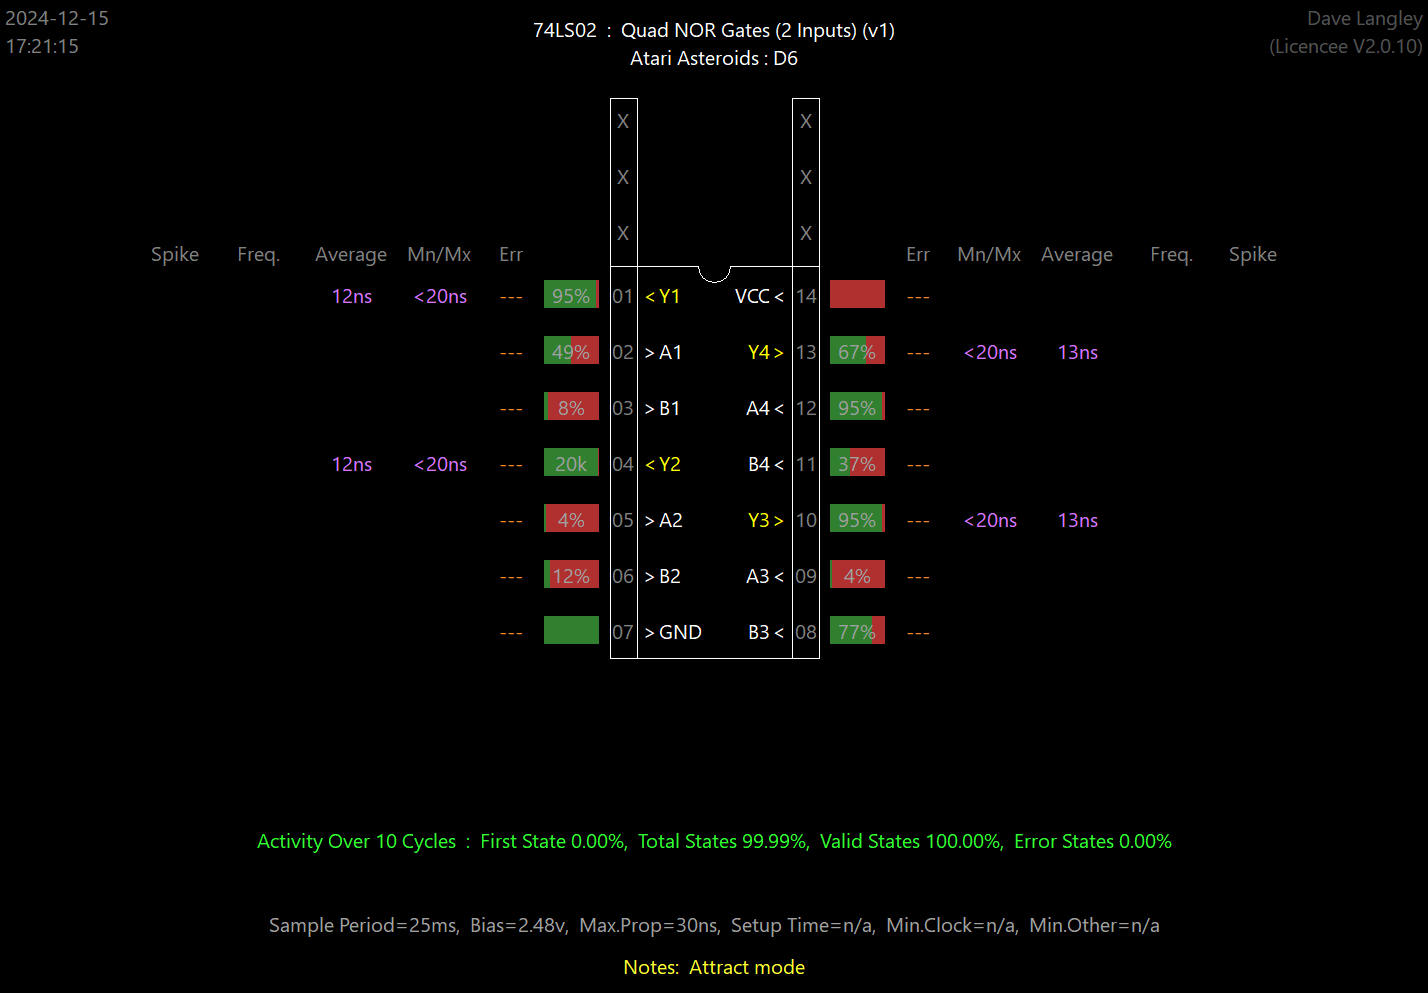 2024-12-15
17:21:15
74LS02 : Quad NOR Gates (2 Inputs) (v1)
Atari Asteroids : D6
Dave Langley
(Licencee V2.0.10)
X X
X X
X X
Spike Freq. Average Mn/Mx Err Err Mn/Mx Average Freq. Spike
12ns <20ns --- 95% 01 < Y1 VCC < 14 ---
--- 49% 02 > A1 Y4 > 13 67% --- <20ns 13ns
--- 8% 03 > B1 A4 < 12 95% ---
12ns <20ns --- 20k 04 < Y2 B4 < 11 37% ---
--- 4% 05 > A2 Y3 > 10 95% --- <20ns 13ns
--- 12% 06 > B2 A3 < 09 4% ---
--- 07 > GND B3 < 08 77% ---
Activity Over 10 Cycles : First State 0.00%, Total States 99.99%, Valid States 100.00%, Error States 0.00%
Sample Period=25ms, Bias=2.48v, Max.Prop=30ns, Setup Time=n/a, Min.Clock=n/a, Min.Other=n/a
Notes: Attract mode